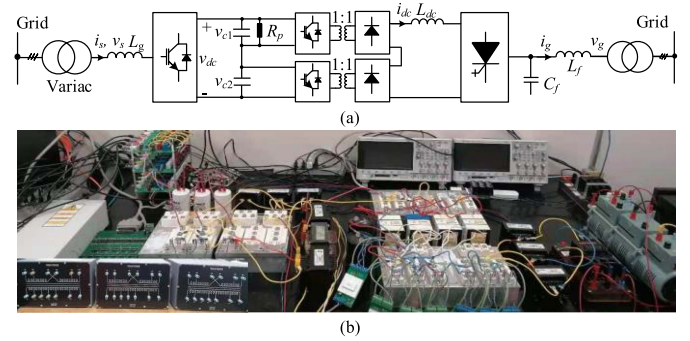 Grid
Grid
1:1
i_dc L_dc
i_s, v_s L_g
v_c1
R_p
i_g
v_g
v_dc
1:1
L_f
Variac
v_c2
C_f
(a)
(b)